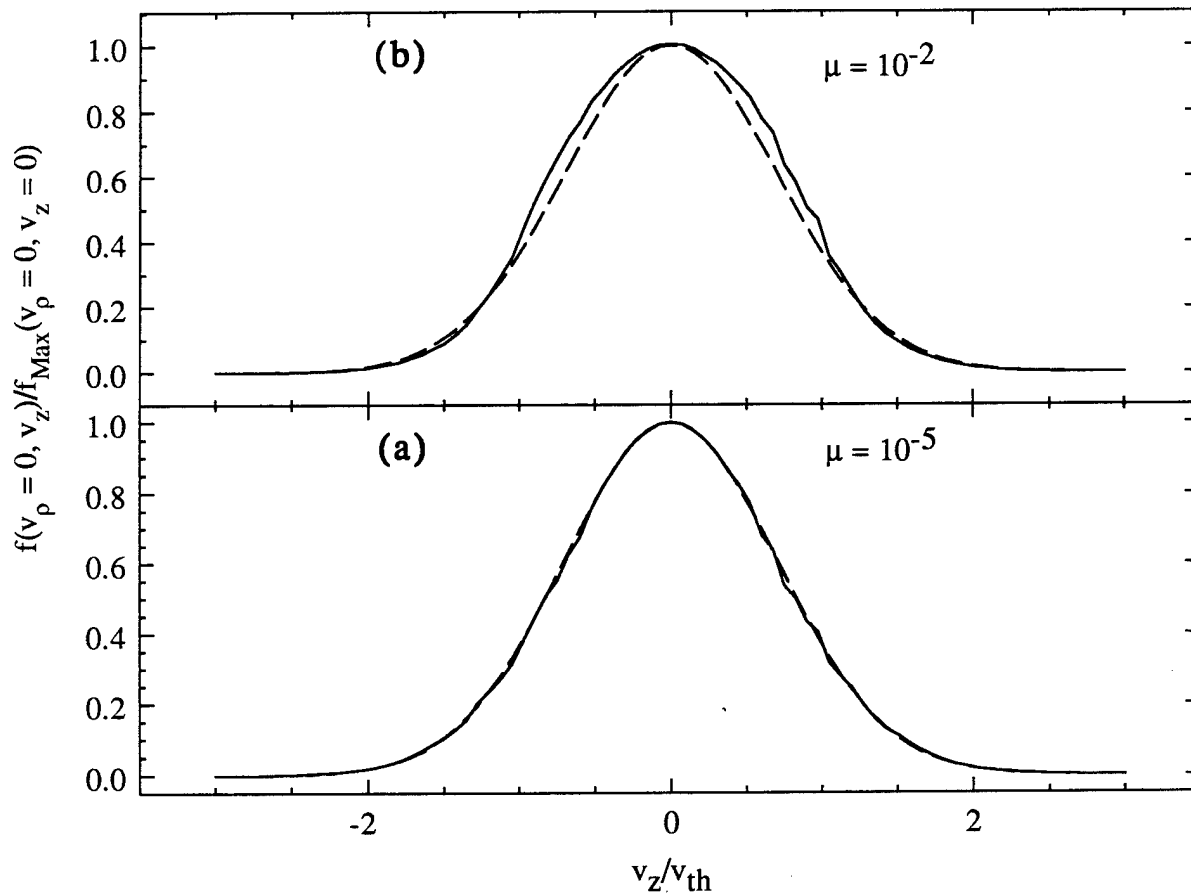 f(v_ρ = 0, v_z)/f_Max(v_ρ = 0, v_z = 0)
(b)
μ = 10^-2
1.0
0.8
0.6
0.4
0.2
0.0
(a)
μ = 10^-5
1.0
0.8
0.6
0.4
0.2
0.0
-2
0
2
v_z/v_th